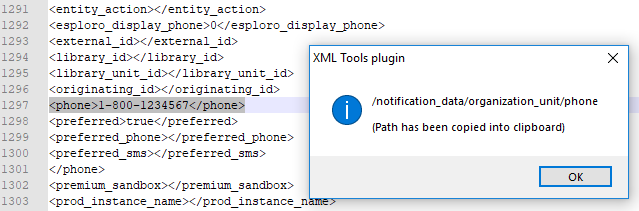 1291 <entity_action></entity_action>
1292 <esploro_display_phone>0</esploro_display_phone>
1293 <external_id></external_id>
1294 <library_id></library_id>
1295 <library_unit_id></library_unit_id>
1296 <originating_id></originating_id>
1297 <phone>1-800-1234567</phone>
1298 <preferred>true</preferred>
1299 <preferred_phone></preferred_phone>
1300 <preferred_sms></preferred_sms>
1301 </phone>
1302 <premium_sandbox></premium_sandbox>
1303 <prod_instance_name></prod_instance_name>
XML Tools plugin
/notification_data/organization_unit/phone
(Path has been copied into clipboard)
OK